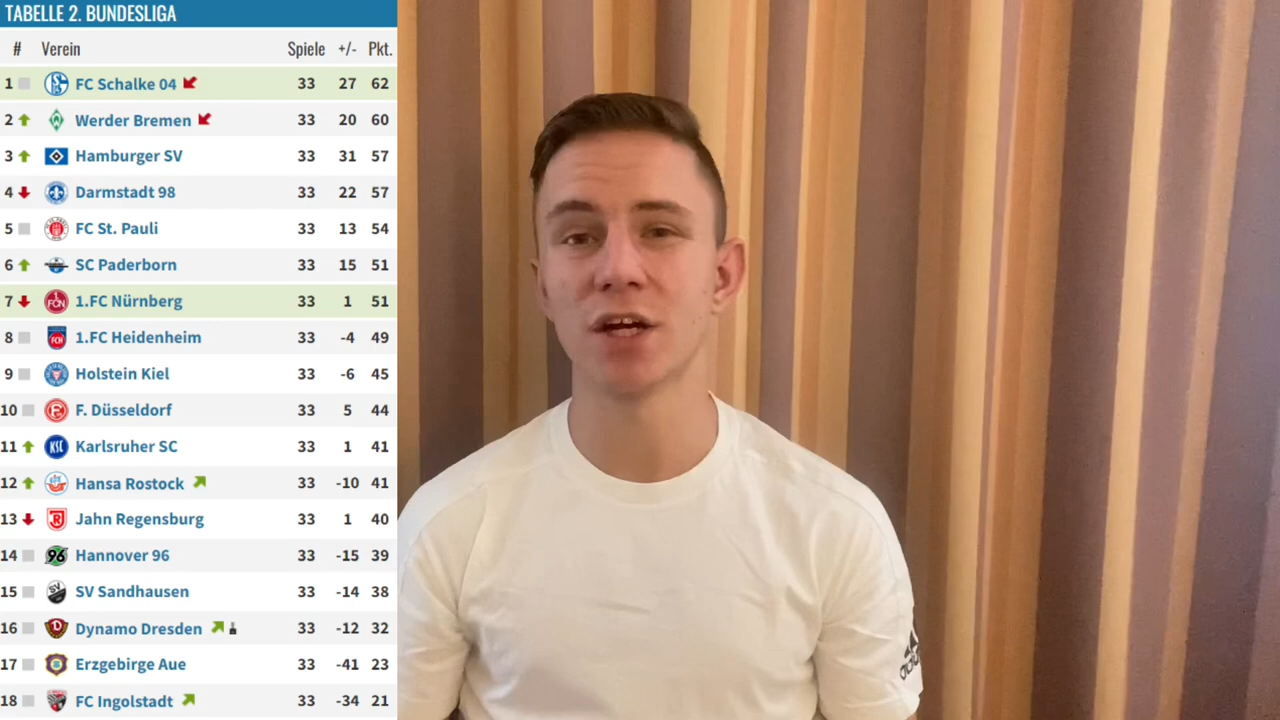 TABELLE 2. BUNDESLIGA
# Verein Spiele +/- Pkt.
1 FC Schalke 04 33 27 62
2 Werder Bremen 33 20 60
3 Hamburger SV 33 31 57
4 Darmstadt 98 33 22 57
5 FC St. Pauli 33 13 54
6 SC Paderborn 33 15 51
7 1.FC Nürnberg 33 1 51
8 1.FC Heidenheim 33 -4 49
9 Holstein Kiel 33 -6 45
10 F. Düsseldorf 33 5 44
11 Karlsruher SC 33 1 41
12 Hansa Rostock 33 -10 41
13 Jahn Regensburg 33 1 40
14 Hannover 96 33 -15 39
15 SV Sandhausen 33 -14 38
16 Dynamo Dresden 33 -12 32
17 Erzgebirge Aue 33 -41 23
18 FC Ingolstadt 33 -34 21
adidas